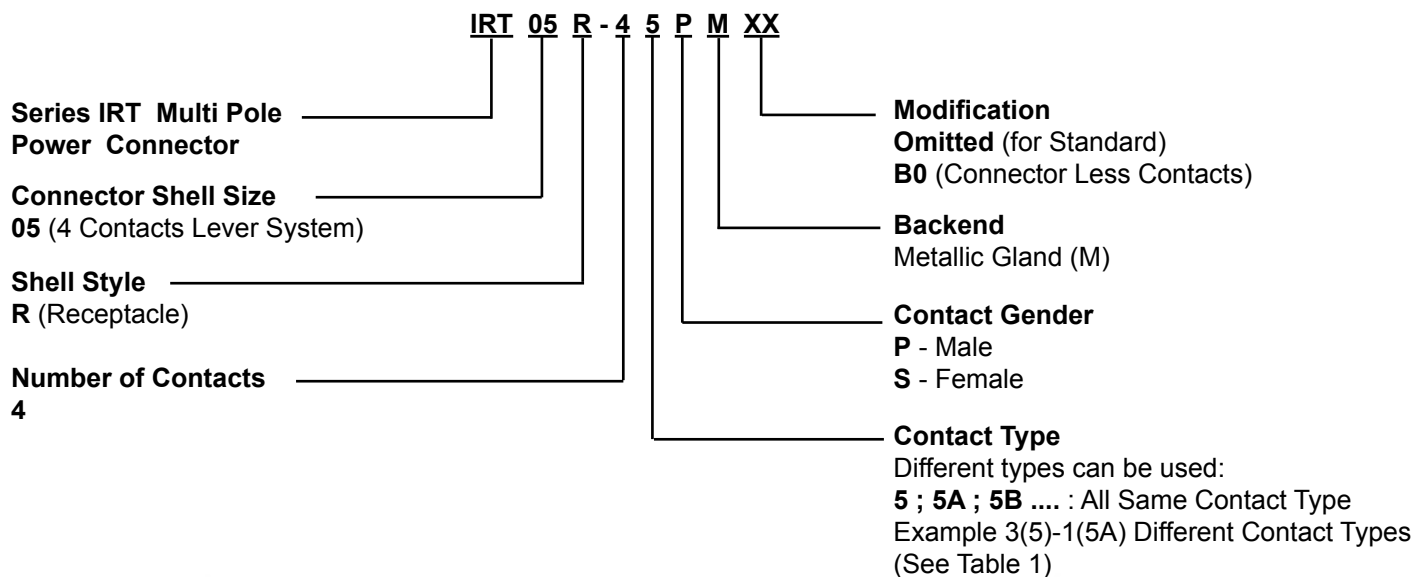 IRT 05 R - 4 5 P M XX
Series IRT Multi Pole
Power Connector
Connector Shell Size
05 (4 Contacts Lever System)
Shell Style
R (Receptacle)
Number of Contacts
4
Modification
Omitted (for Standard)
B0 (Connector Less Contacts)
Backend
Metallic Gland (M)
Contact Gender
P - Male
S - Female
Contact Type
Different types can be used:
5 ; 5A ; 5B .... : All Same Contact Type
Example 3(5)-1(5A) Different Contact Types
(See Table 1)